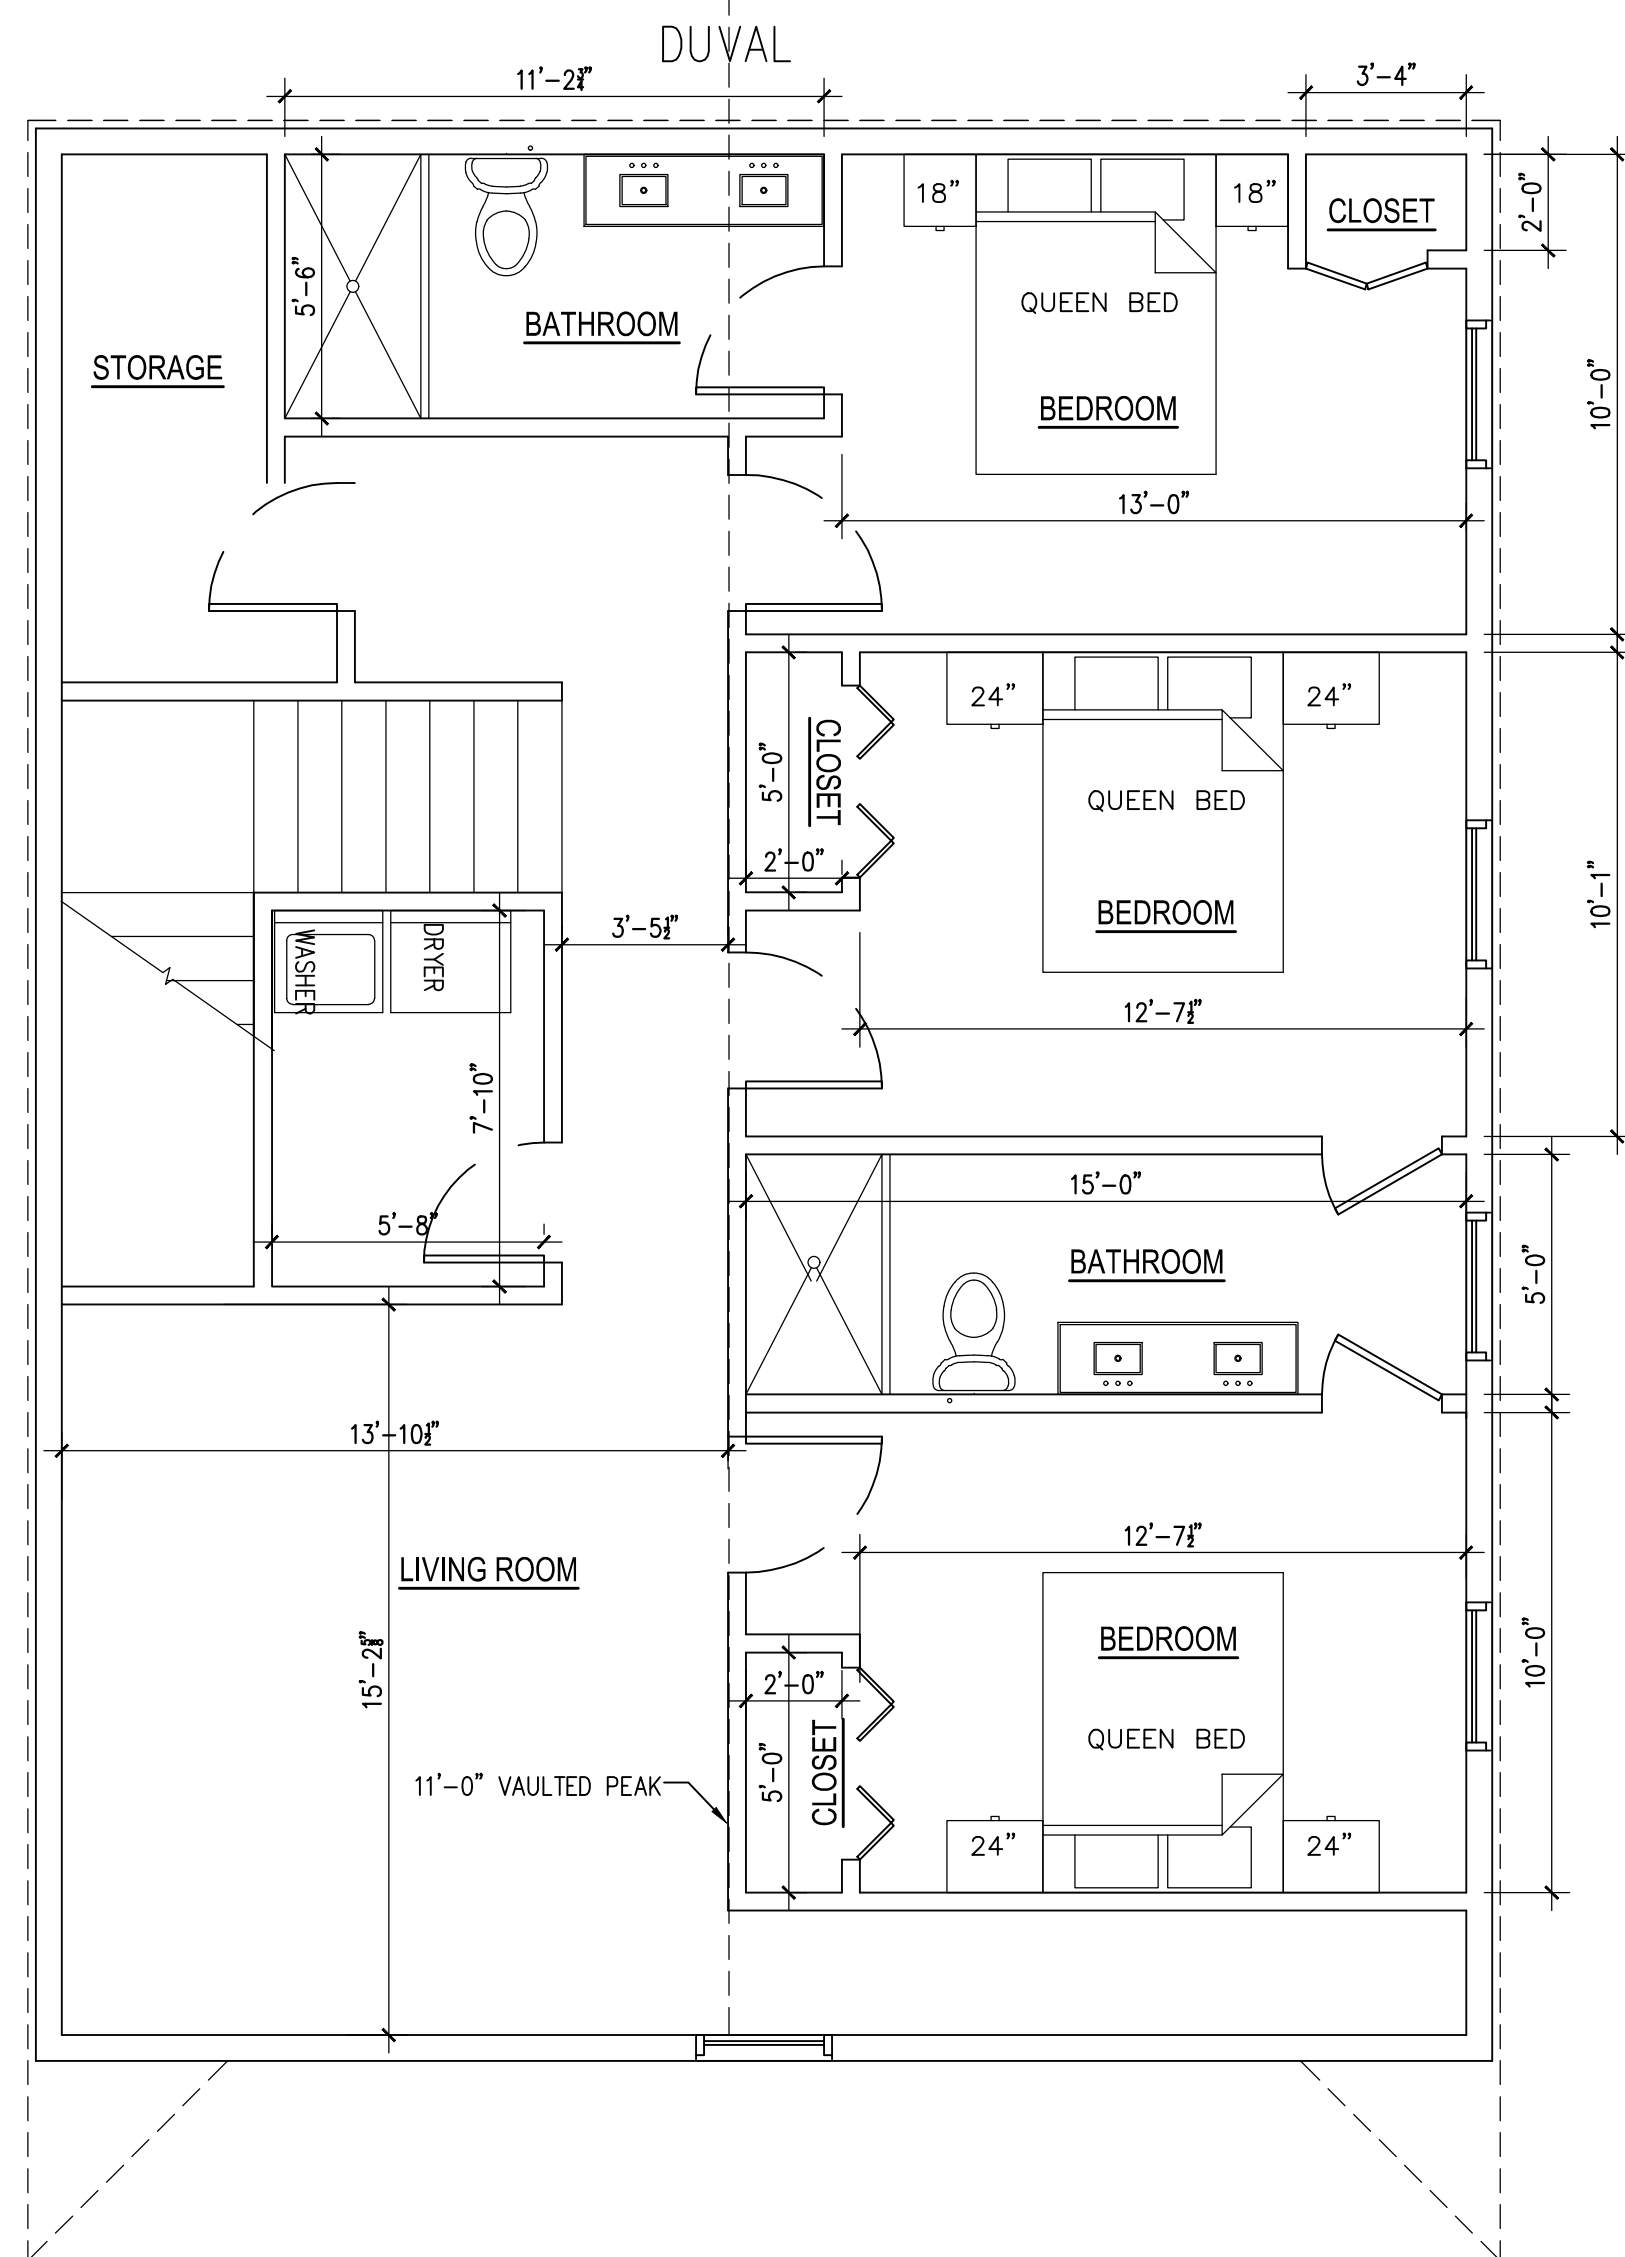 DUVAL
11'-2¾"
3'-4"
18"
18"
CLOSET
2'-0"
5'-6"
QUEEN BED
BATHROOM
STORAGE
BEDROOM
10'-0"
13'-0"
24"
24"
CLOSET
5'-0"
QUEEN BED
2'-0"
10'-1"
BEDROOM
3'-5½"
WASHER
DRYER
12'-7½"
7'-10"
15'-0"
5'-8"
BATHROOM
5'-0"
13'-10½"
12'-7½"
LIVING ROOM
BEDROOM
15'-2⅝"
10'-0"
2'-0"
QUEEN BED
5'-0"
CLOSET
11'-0" VAULTED PEAK
24"
24"